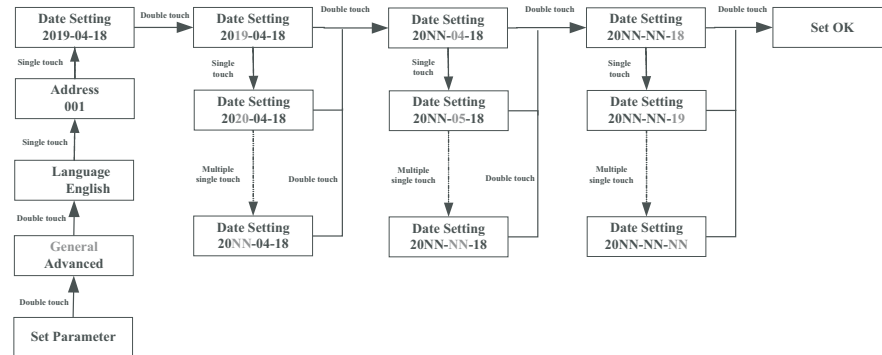 Date Setting
2019-04-18
Double touch
Date Setting
2019-04-18
Double touch
Date Setting
20NN-04-18
Double touch
Date Setting
20NN-NN-18
Double touch
Set OK
Single touch
Single
touch
Single
touch
Single
touch
Address
001
Date Setting
2020-04-18
Date Setting
20NN-05-18
Date Setting
20NN-NN-19
Single touch
Language
English
Multiple
single touch
Double touch
Multiple
single touch
Double touch
Multiple
single touch
Double touch
Date Setting
20NN-04-18
Date Setting
20NN-NN-18
Date Setting
20NN-NN-NN
General
Advanced
Double touch
Set Parameter